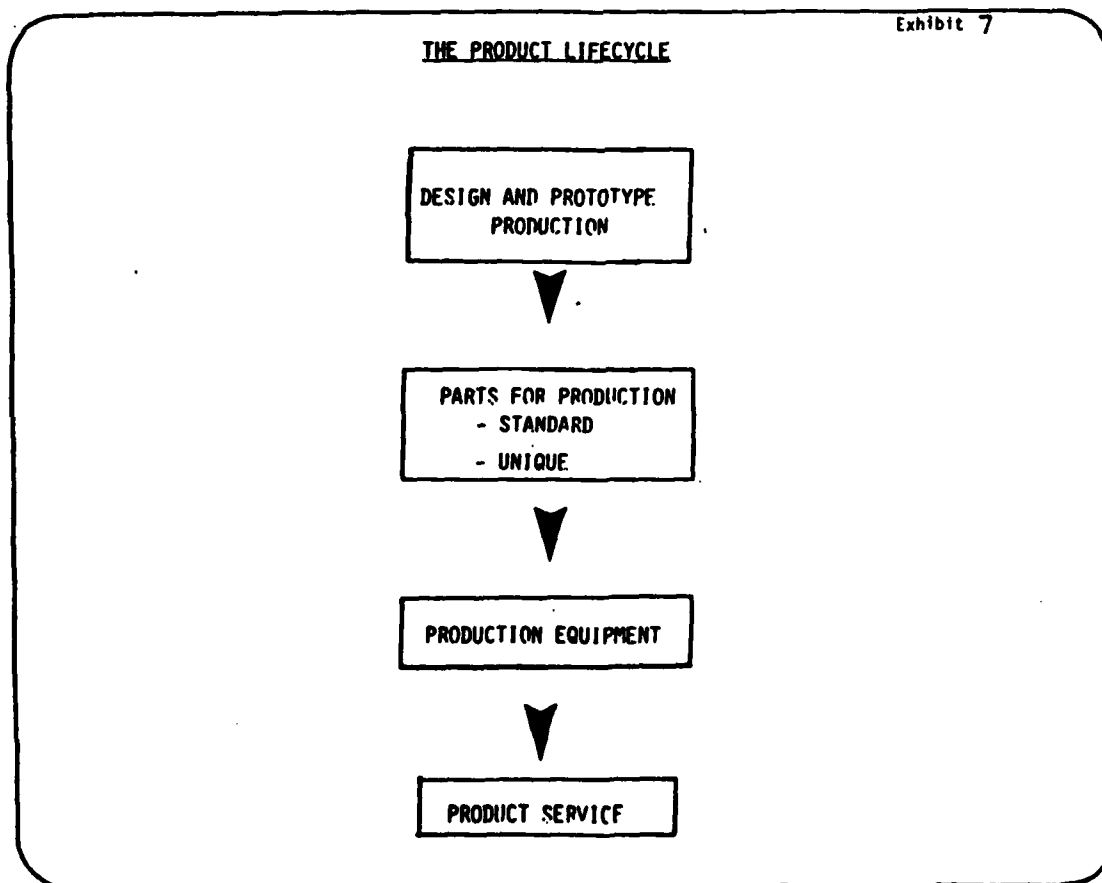 Exhibit 7
THE PRODUCT LIFECYCLE
DESIGN AND PROTOTYPE
PRODUCTION
PARTS FOR PRODUCTION
- STANDARD
- UNIQUE
PRODUCTION EQUIPMENT
PRODUCT SERVICE